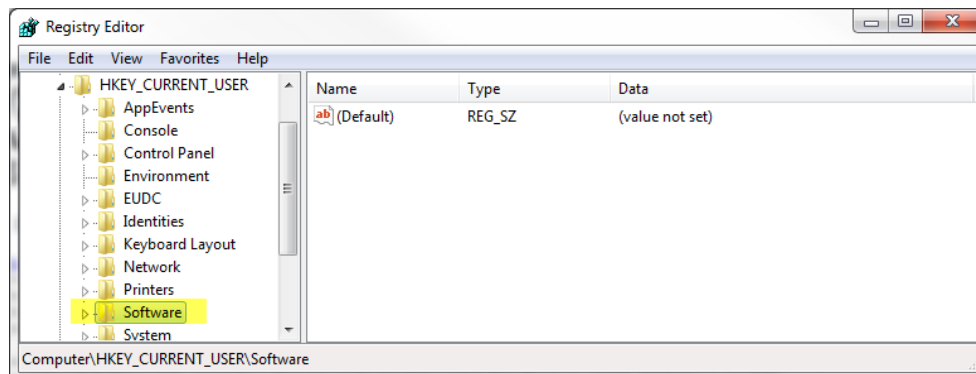 Registry Editor
File Edit View Favorites Help
HKEY_CURRENT_USER
AppEvents
Console
Control Panel
Environment
EUDC
Identities
Keyboard Layout
Network
Printers
Software
System
Name Type Data
ab (Default) REG_SZ (value not set)
Computer\HKEY_CURRENT_USER\Software